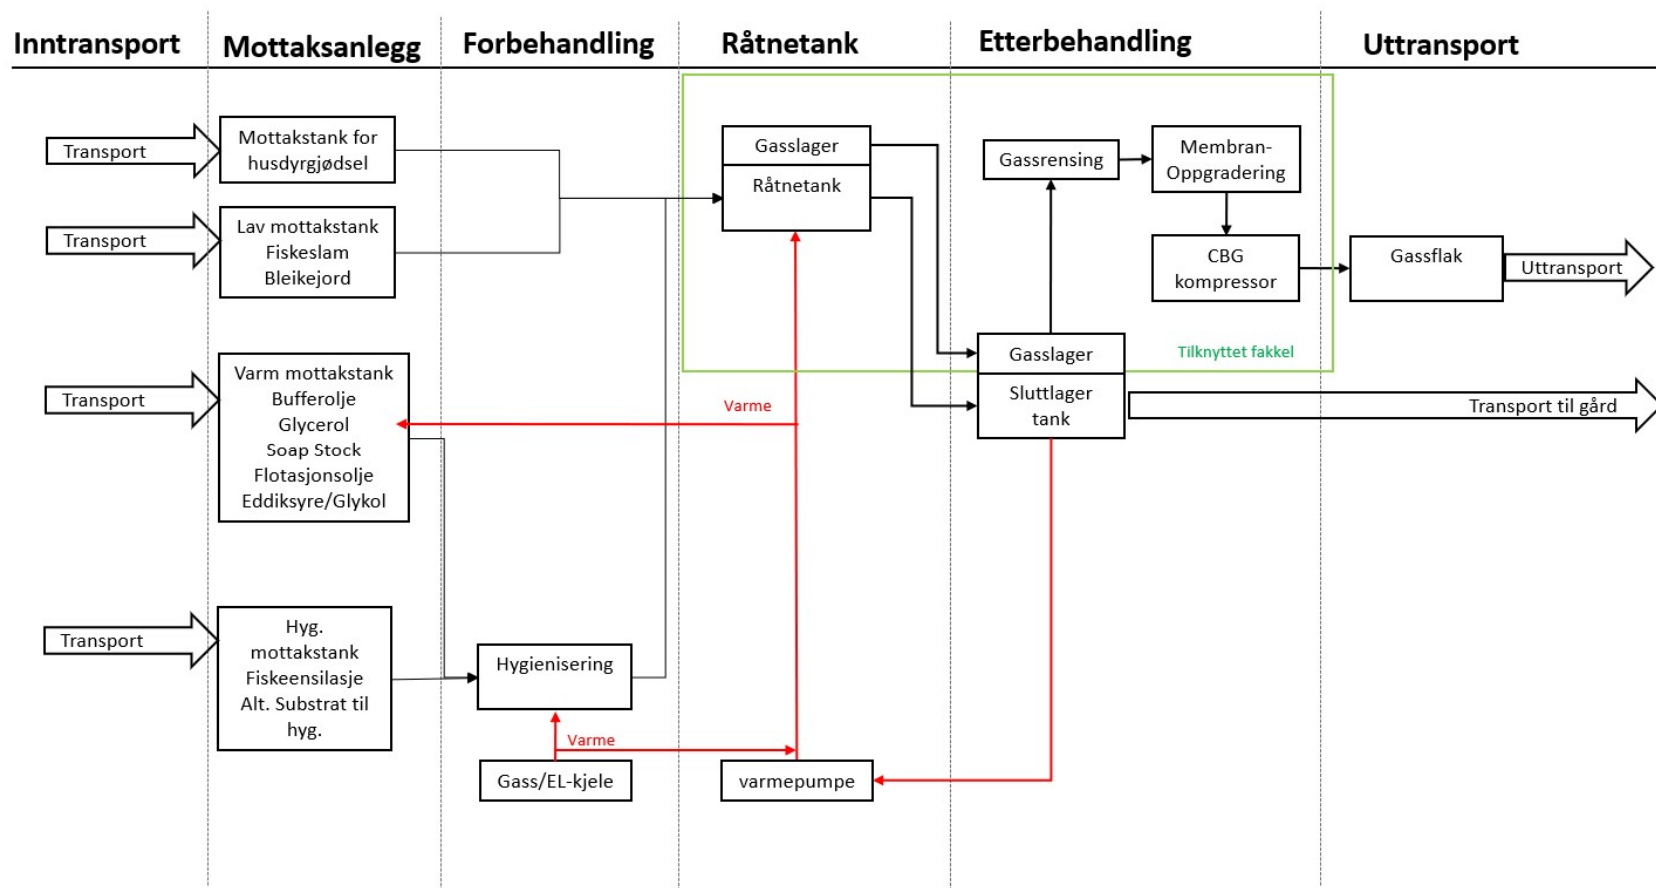 Inntransport
Mottaksanlegg
Forbehandling
Råtnetank
Etterbehandling
Uttransport
Transport
Mottakstank for
husdyrgjødsel
Transport
Lav mottakstank
Fiskeslam
Bleikejord
Transport
Varm mottakstank
Bufferolje
Glycerol
Soap Stock
Flotasjonsolje
Eddiksyre/Glykol
Transport
Hyg.
mottakstank
Fiskeensilasje
Alt. Substrat til
hyg.
Hygienisering
Varme
Gass/EL-kjele
Gasslager
Råtnetank
Varme
varmepumpe
Gassrensing
Membran-
Oppgradering
CBG
kompressor
Tilknyttet fakkel
Gasslager
Sluttlager
tank
Gassflak
Uttransport
Transport til gård